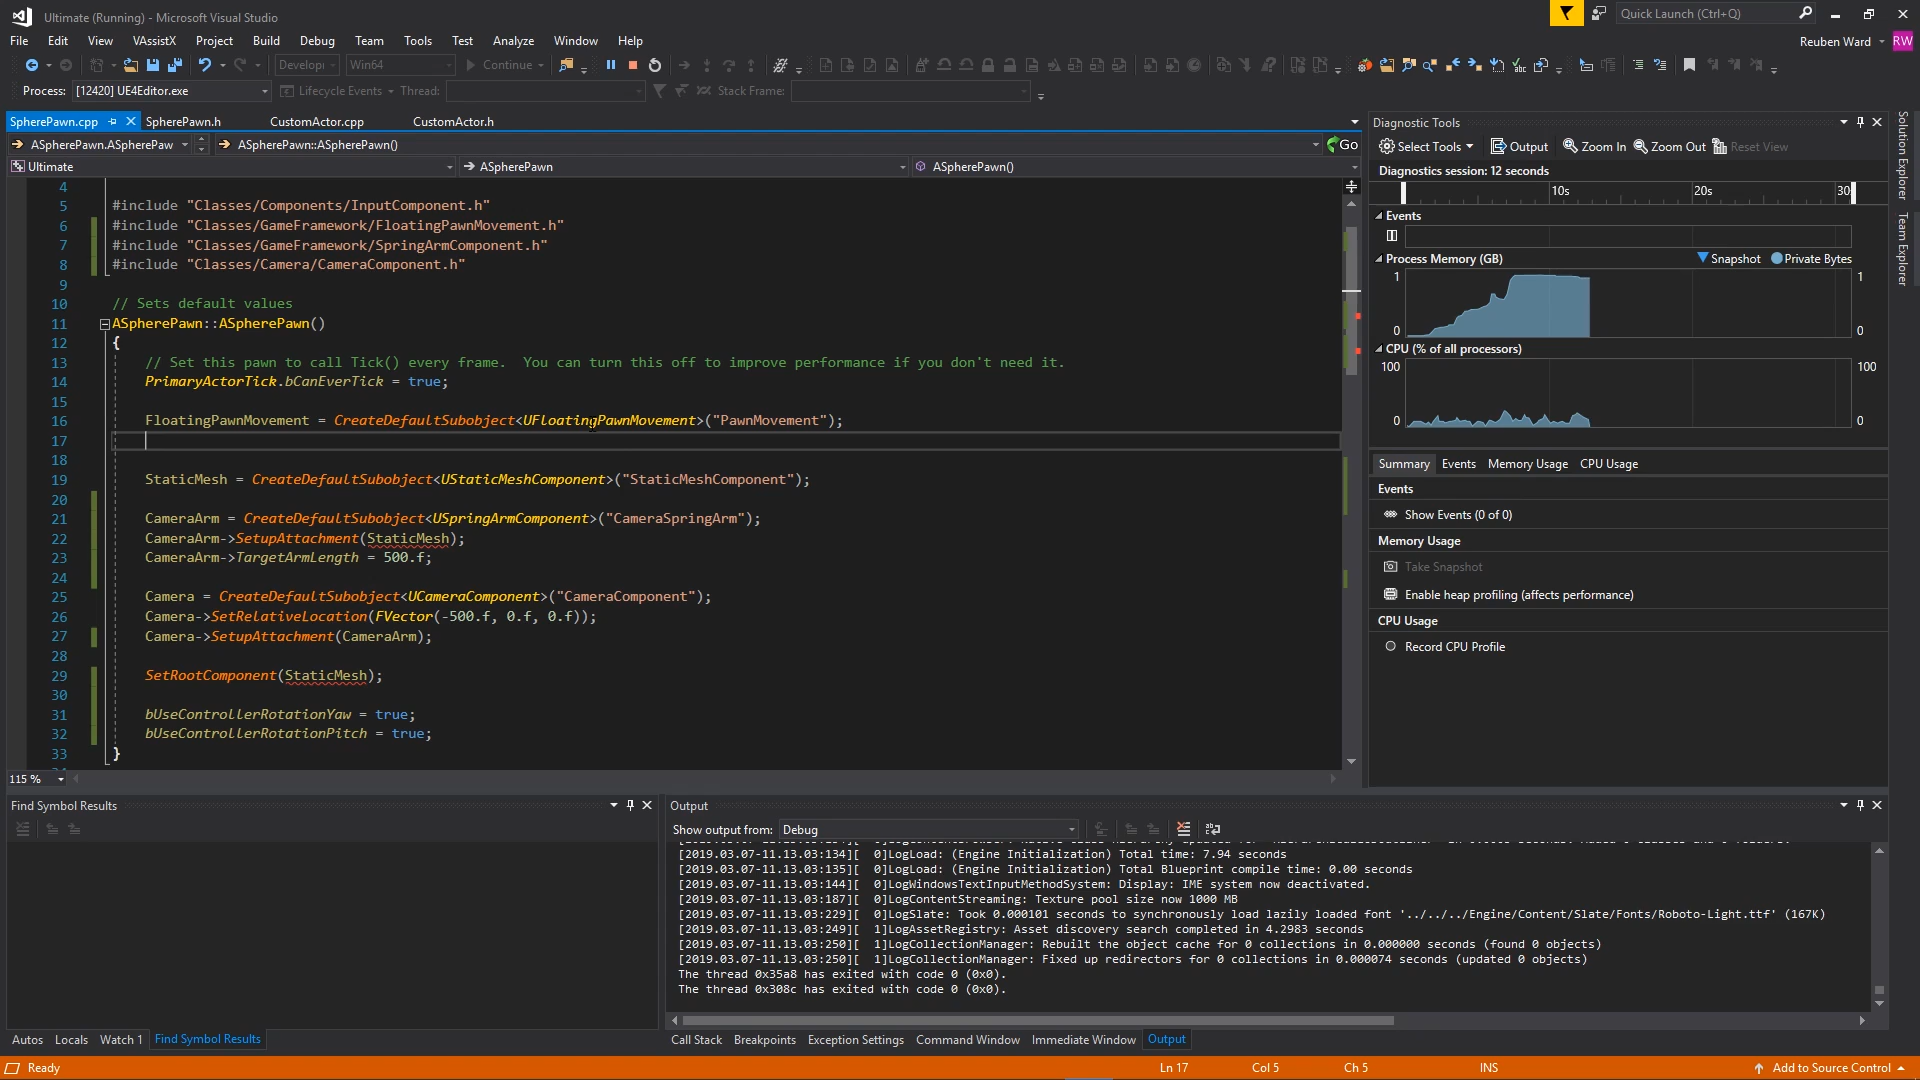 Ultimate (Running) - Microsoft Visual Studio
Quick Launch (Ctrl+Q)
File Edit View VAssistX Project Build Debug Team Tools Test Analyze Window Help
Reuben Ward RW
Develop Win64 Continue
Process: [12420] UE4Editor.exe Lifecycle Events Thread: Stack Frame:
SpherePawn.cpp SpherePawn.h CustomActor.cpp CustomActor.h
ASpherePawn.ASpherePaw ASpherePawn::ASpherePawn() Go
Ultimate ASpherePawn ASpherePawn()
4
5 #include "Classes/Components/InputComponent.h"
6 #include "Classes/GameFramework/FloatingPawnMovement.h"
7 #include "Classes/GameFramework/SpringArmComponent.h"
8 #include "Classes/Camera/CameraComponent.h"
9
10 // Sets default values
11 ASpherePawn::ASpherePawn()
12 {
13 // Set this pawn to call Tick() every frame.  You can turn this off to improve performance if you don't need it.
14 PrimaryActorTick.bCanEverTick = true;
15
16 FloatingPawnMovement = CreateDefaultSubobject<UFloatingPawnMovement>("PawnMovement");
17
18
19 StaticMesh = CreateDefaultSubobject<UStaticMeshComponent>("StaticMeshComponent");
20
21 CameraArm = CreateDefaultSubobject<USpringArmComponent>("CameraSpringArm");
22 CameraArm->SetupAttachment(StaticMesh);
23 CameraArm->TargetArmLength = 500.f;
24
25 Camera = CreateDefaultSubobject<UCameraComponent>("CameraComponent");
26 Camera->SetRelativeLocation(FVector(-500.f, 0.f, 0.f));
27 Camera->SetupAttachment(CameraArm);
28
29 SetRootComponent(StaticMesh);
30
31 bUseControllerRotationYaw = true;
32 bUseControllerRotationPitch = true;
33 }
115 %
Diagnostic Tools
Select Tools Output Zoom In Zoom Out Reset View
Diagnostics session: 12 seconds
10s 20s 30
Events
Process Memory (GB) Snapshot Private Bytes
1 1
0 0
CPU (% of all processors)
100 100
0 0
Summary Events Memory Usage CPU Usage
Events
Show Events (0 of 0)
Memory Usage
Take Snapshot
Enable heap profiling (affects performance)
CPU Usage
Record CPU Profile
Solution Explorer
Team Explorer
Find Symbol Results
Output
Show output from: Debug
[2019.03.07-11.13.03:134][  0]LogLoad: (Engine Initialization) Total time: 7.94 seconds
[2019.03.07-11.13.03:135][  0]LogLoad: (Engine Initialization) Total Blueprint compile time: 0.00 seconds
[2019.03.07-11.13.03:144][  0]LogWindowsTextInputMethodSystem: Display: IME system now deactivated.
[2019.03.07-11.13.03:187][  0]LogContentStreaming: Texture pool size now 1000 MB
[2019.03.07-11.13.03:229][  0]LogSlate: Took 0.000101 seconds to synchronously load lazily loaded font '../../../Engine/Content/Slate/Fonts/Roboto-Light.ttf' (167K)
[2019.03.07-11.13.03:249][  1]LogAssetRegistry: Asset discovery search completed in 4.2983 seconds
[2019.03.07-11.13.03:250][  1]LogCollectionManager: Rebuilt the object cache for 0 collections in 0.000000 seconds (found 0 objects)
[2019.03.07-11.13.03:250][  1]LogCollectionManager: Fixed up redirectors for 0 collections in 0.000074 seconds (updated 0 objects)
The thread 0x35a8 has exited with code 0 (0x0).
The thread 0x308c has exited with code 0 (0x0).
Autos Locals Watch 1 Find Symbol Results
Call Stack Breakpoints Exception Settings Command Window Immediate Window Output
Ready Ln 17 Col 5 Ch 5 INS Add to Source Control